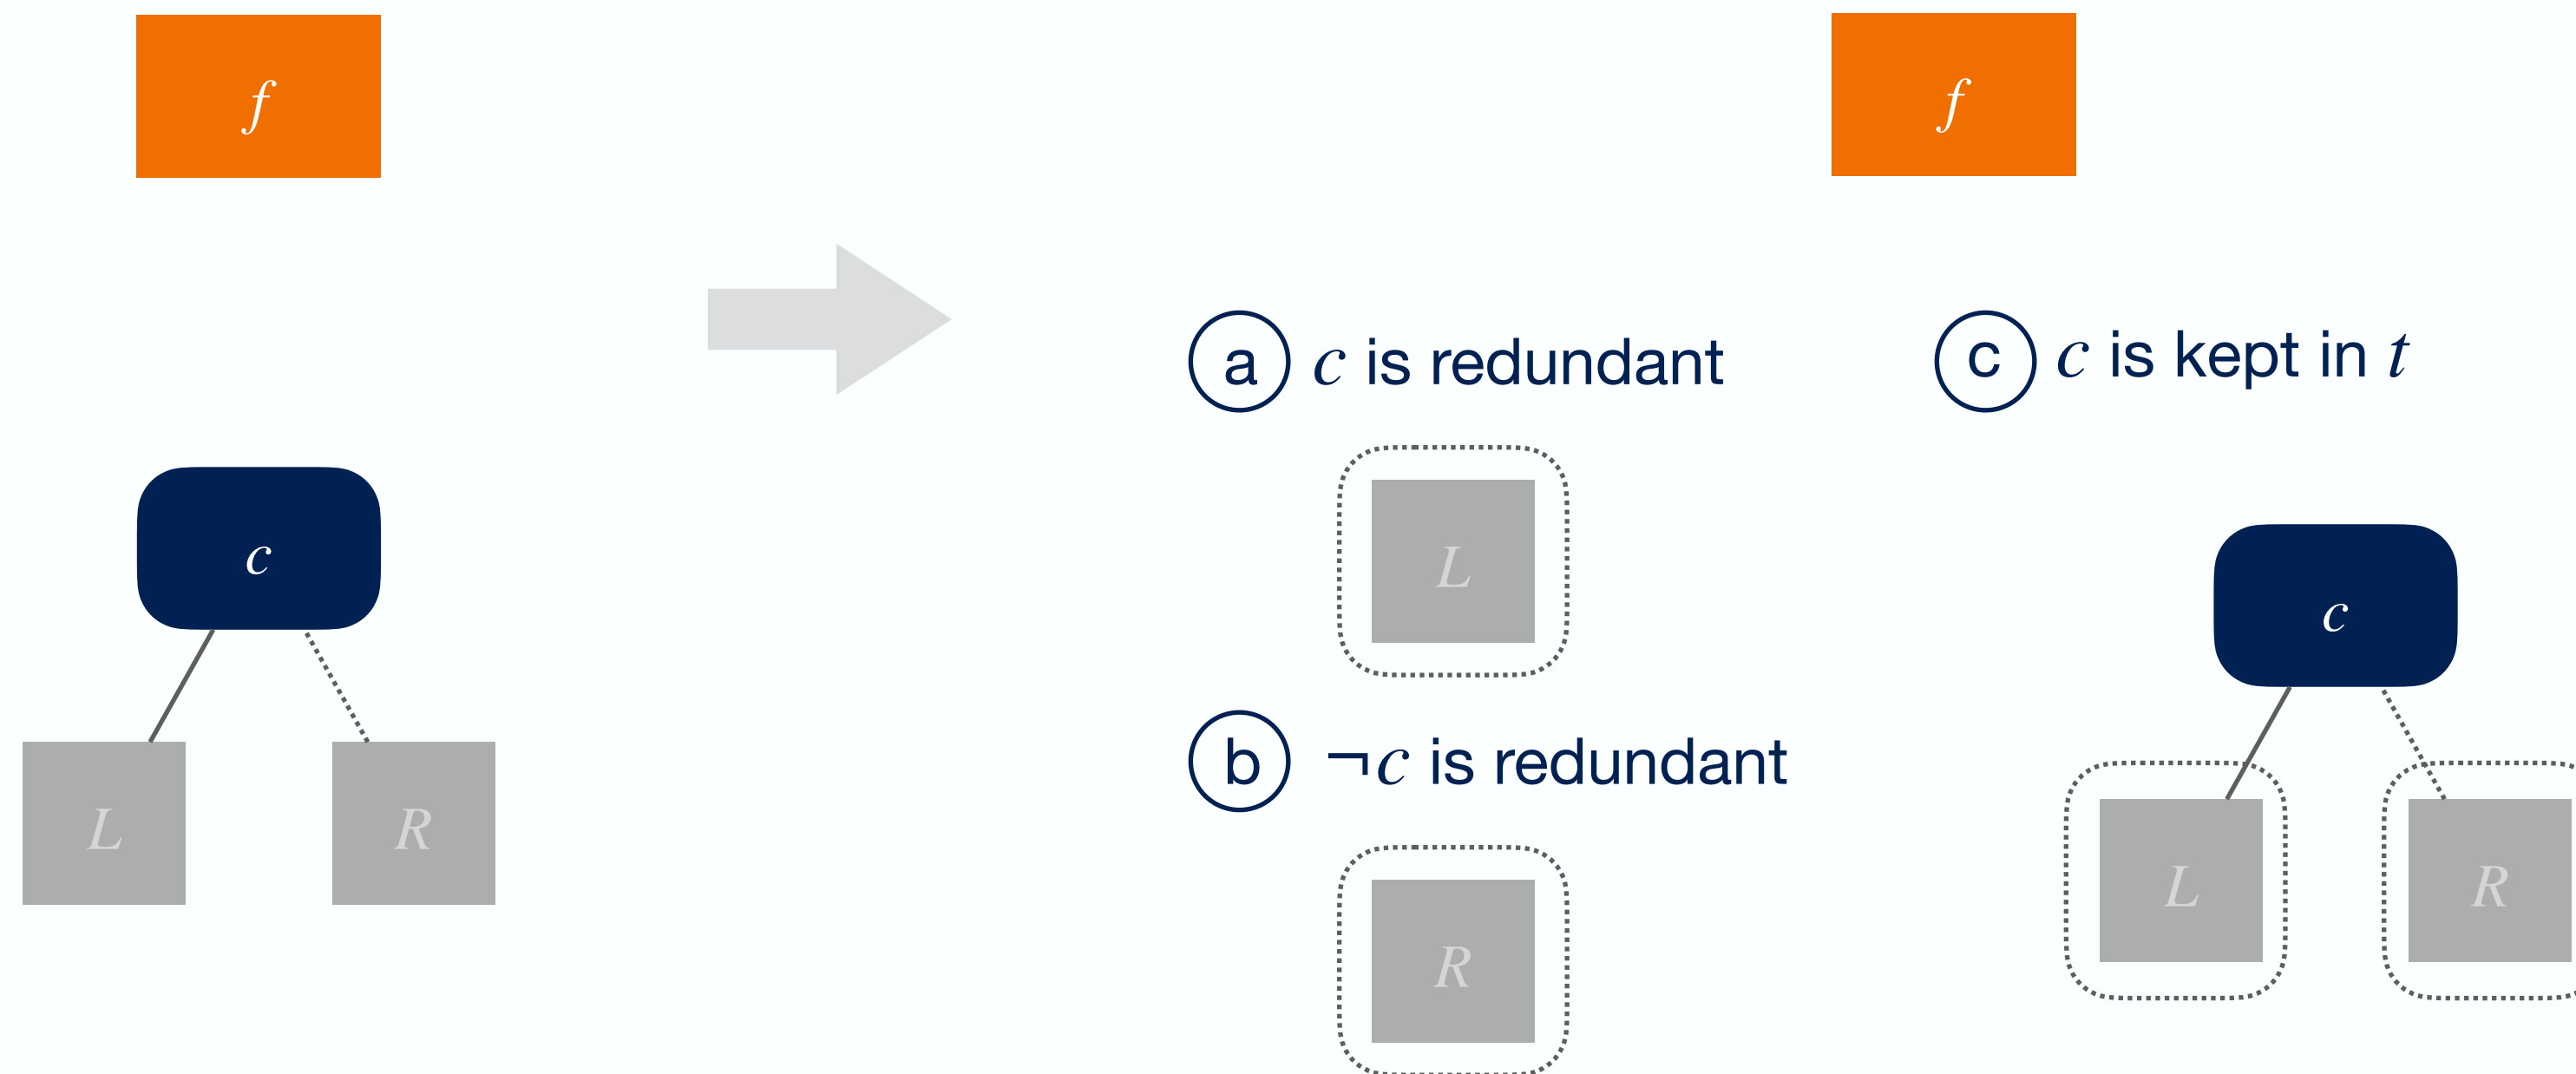 f
c
L
R
f
a c is redundant
L
b ¬c is redundant
R
c c is kept in t
c
L
R